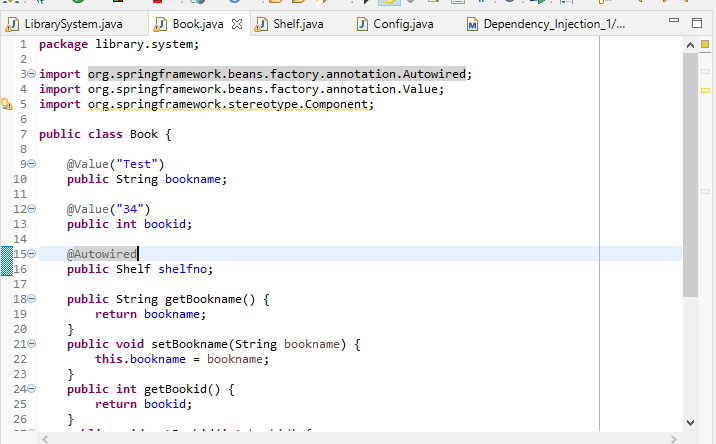 LibrarySystem.java Book.java Shelf.java Config.java Dependency_Injection_1/...
1 package library.system;
2
3 import org.springframework.beans.factory.annotation.Autowired;
4 import org.springframework.beans.factory.annotation.Value;
5 import org.springframework.stereotype.Component;
6
7 public class Book {
8
9 @Value("Test")
10 public String bookname;
11
12 @Value("34")
13 public int bookid;
14
15 @Autowired
16 public Shelf shelfno;
17
18 public String getBookname() {
19 return bookname;
20 }
21 public void setBookname(String bookname) {
22 this.bookname = bookname;
23 }
24 public int getBookid() {
25 return bookid;
26 }